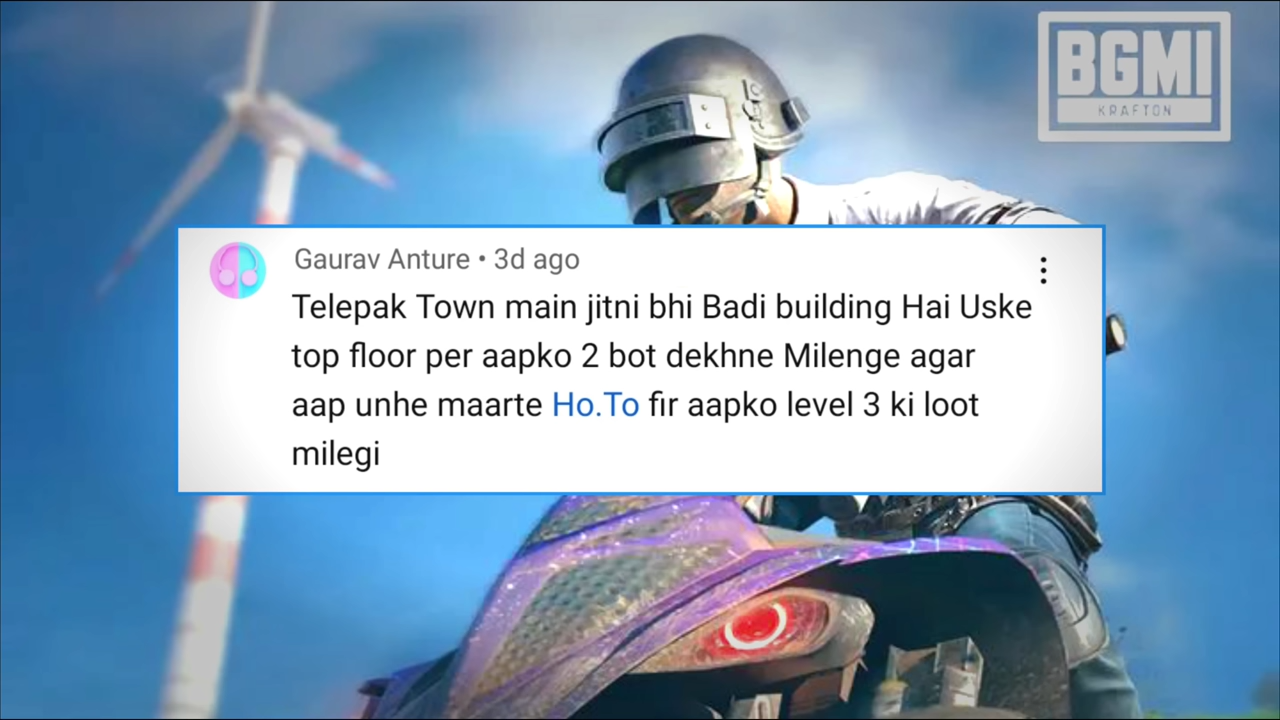 BGMI
KRAFTON
Gaurav Anture • 3d ago
Telepak Town main jitni bhi Badi building Hai Uske
top floor per aapko 2 bot dekhne Milenge agar
aap unhe maarte Ho.To fir aapko level 3 ki loot
milegi